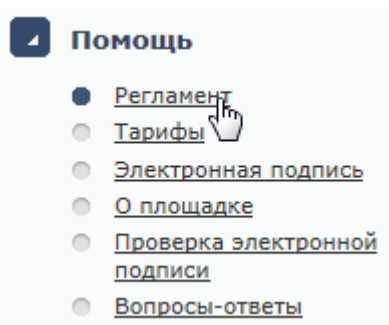 Помощь
Регламент
Тарифы
Электронная подпись
О площадке
Проверка электронной
подписи
Вопросы-ответы